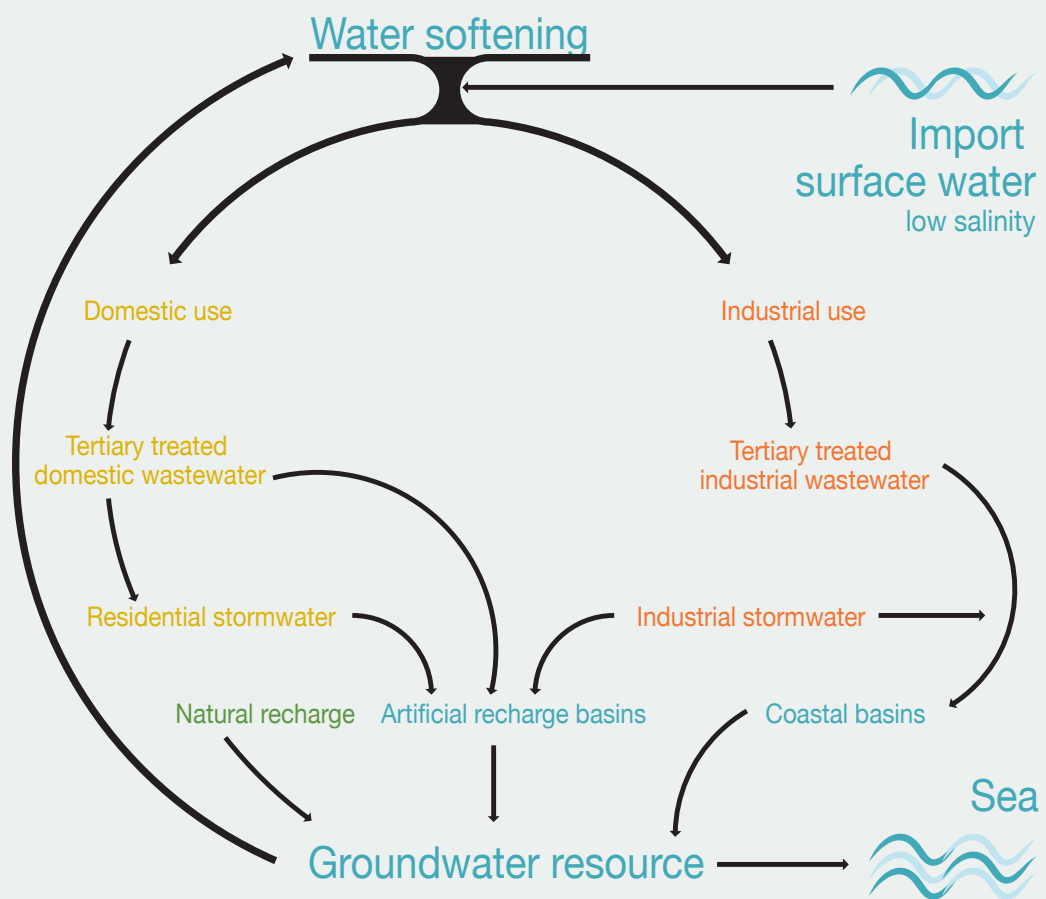 Water softening
Import
surface water
low salinity
Domestic use
Industrial use
Tertiary treated
domestic wastewater
Tertiary treated
industrial wastewater
Residential stormwater
Industrial stormwater
Natural recharge
Artificial recharge basins
Coastal basins
Sea
Groundwater resource